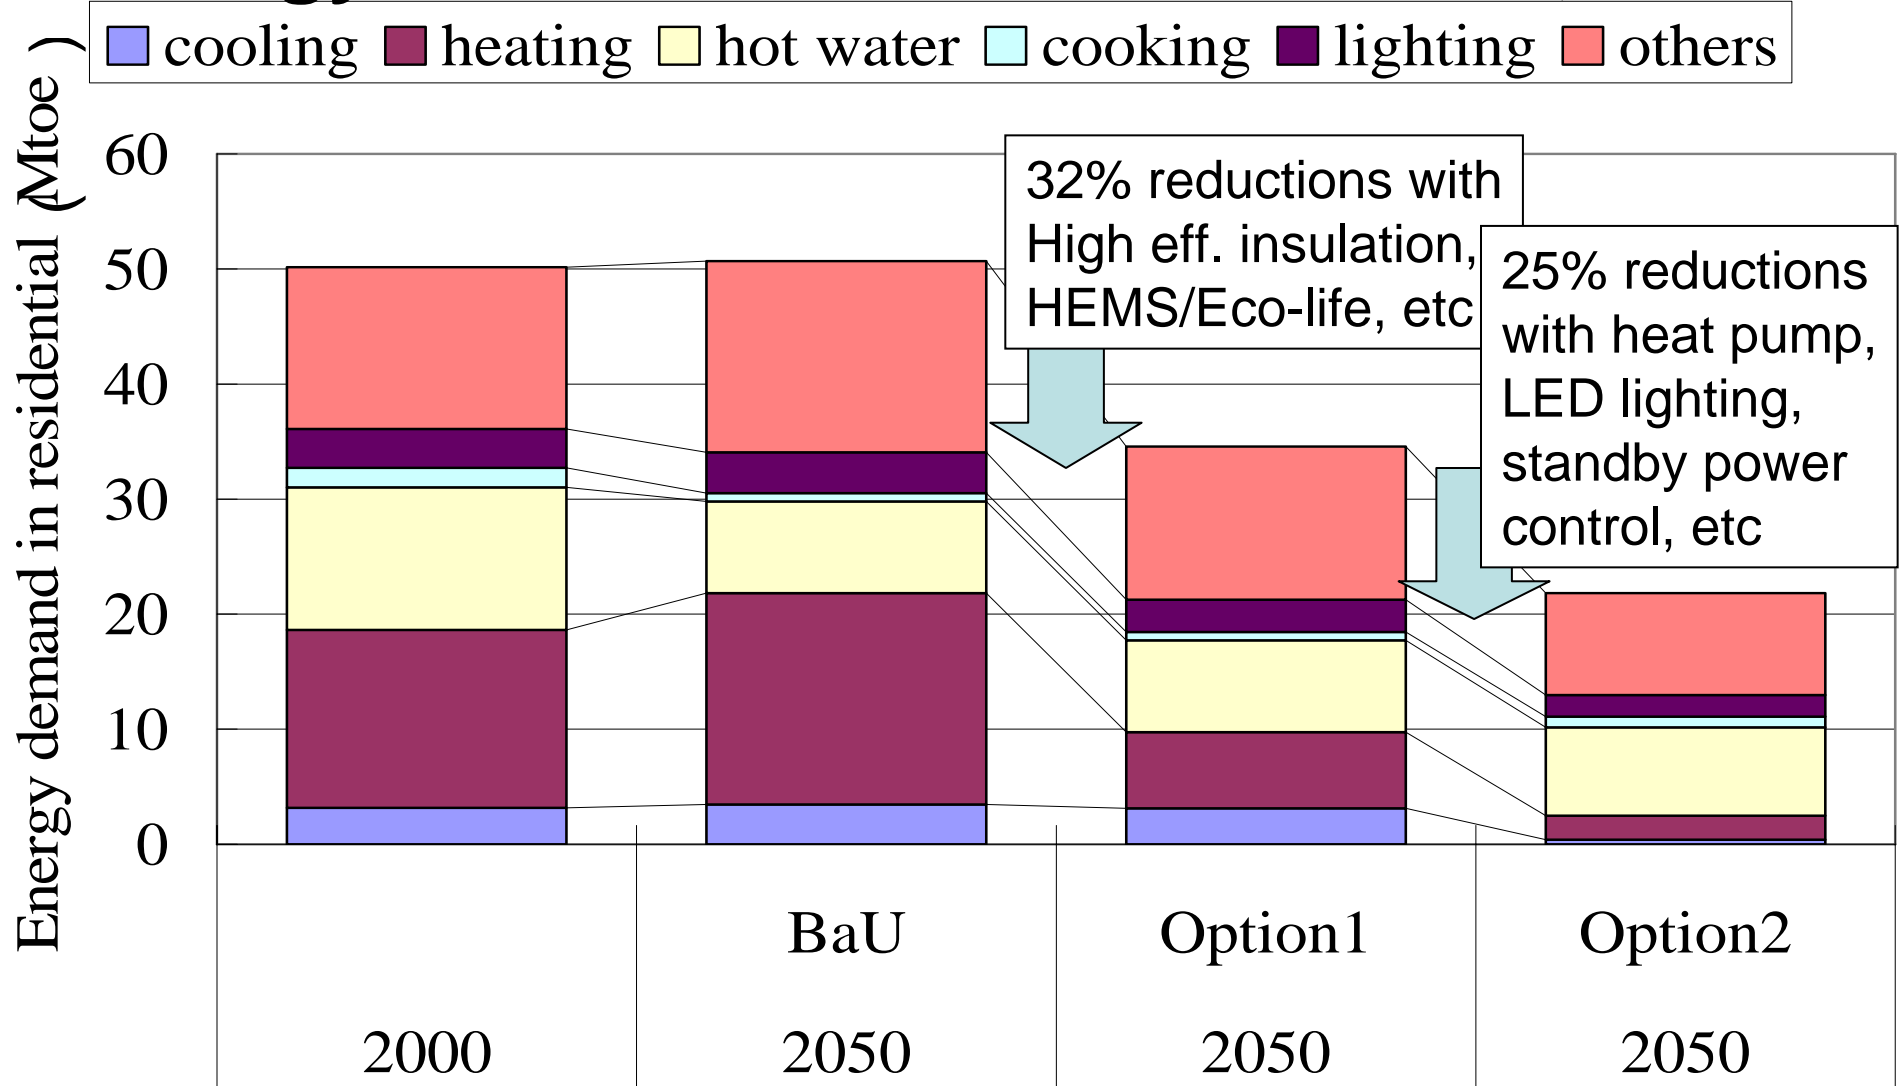 cooling heating hot water cooking lighting others
Energy demand in residential (Mtoe)
60
50
40
30
20
10
0
32% reductions with
High eff. insulation,
HEMS/Eco-life, etc
25% reductions
with heat pump,
LED lighting,
standby power
control, etc
BaU Option1 Option2
2000 2050 2050 2050